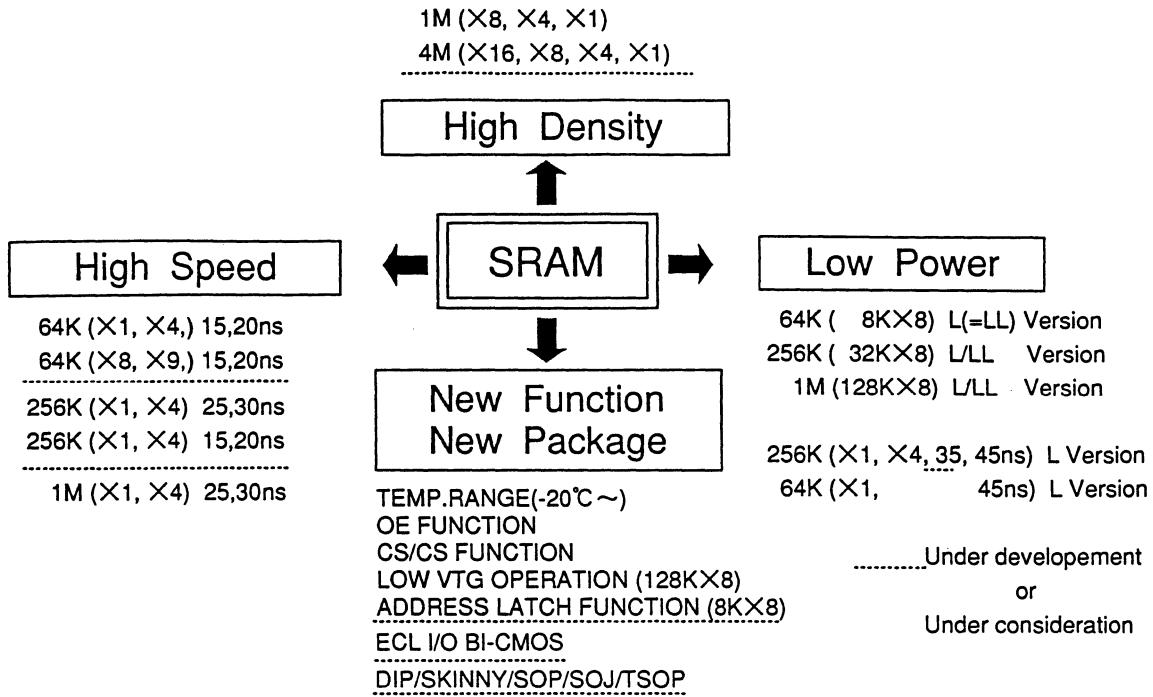 1M (×8, ×4, ×1)
4M (×16, ×8, ×4, ×1)
High Density
SRAM
High Speed
64K (×1, ×4,) 15,20ns
64K (×8, ×9,) 15,20ns
256K (×1, ×4) 25,30ns
256K (×1, ×4) 15,20ns
1M (×1, ×4) 25,30ns
Low Power
64K ( 8K×8) L(=LL) Version
256K ( 32K×8) L/LL Version
1M (128K×8) L/LL Version
256K (×1, ×4, 35, 45ns) L Version
64K (×1, 45ns) L Version
New Function
New Package
TEMP.RANGE(-20℃～)
OE FUNCTION
CS/CS FUNCTION
LOW VTG OPERATION (128K×8)
ADDRESS LATCH FUNCTION (8K×8)
ECL I/O BI-CMOS
DIP/SKINNY/SOP/SOJ/TSOP
........Under developement
or
Under consideration